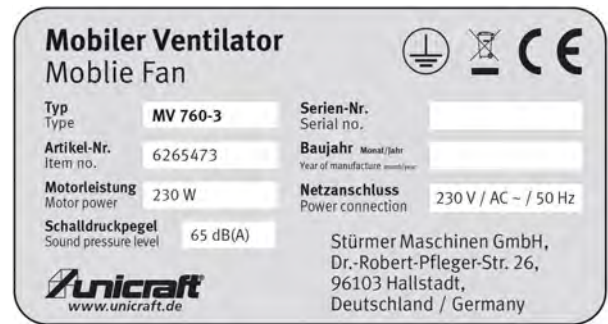 Mobiler Ventilator
Moblie Fan
Typ
Type
MV 760-3
Serien-Nr.
Serial no.
Artikel-Nr.
Item no.
6265473
Baujahr Monat/Jahr
Year of manufacture month/year
Motorleistung
Motor power
230 W
Netzanschluss
Power connection
230 V / AC ~ / 50 Hz
Schalldruckpegel
Sound pressure level
65 dB(A)
Stürmer Maschinen GmbH,
Dr.-Robert-Pfleger-Str. 26,
96103 Hallstadt,
Deutschland / Germany
unicraft®
www.unicraft.de
CE